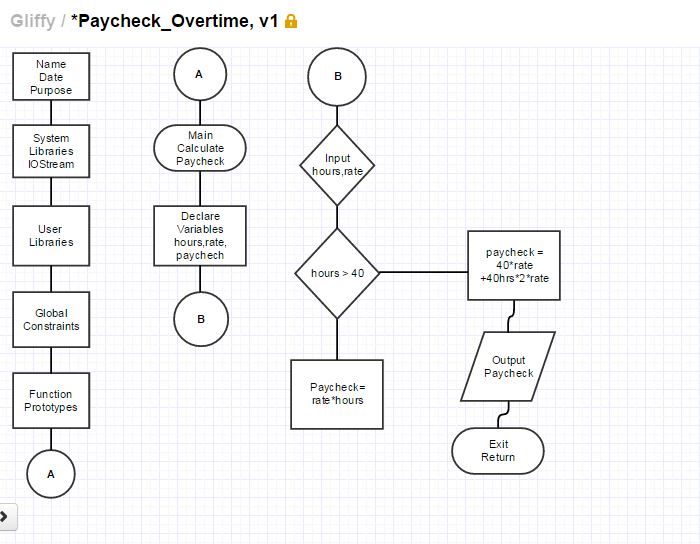 Gliffy / *Paycheck_Overtime, v1
Name
Date
Purpose
System
Libraries
IOStream
User
Libraries
Global
Constraints
Function
Prototypes
A
A
Main
Calculate
Paycheck
Declare
Variables
hours,rate,
paychech
B
B
Input
hours,rate
hours > 40
Paycheck=
rate*hours
paycheck =
40*rate
+40hrs*2*rate
Output
Paycheck
Exit
Return